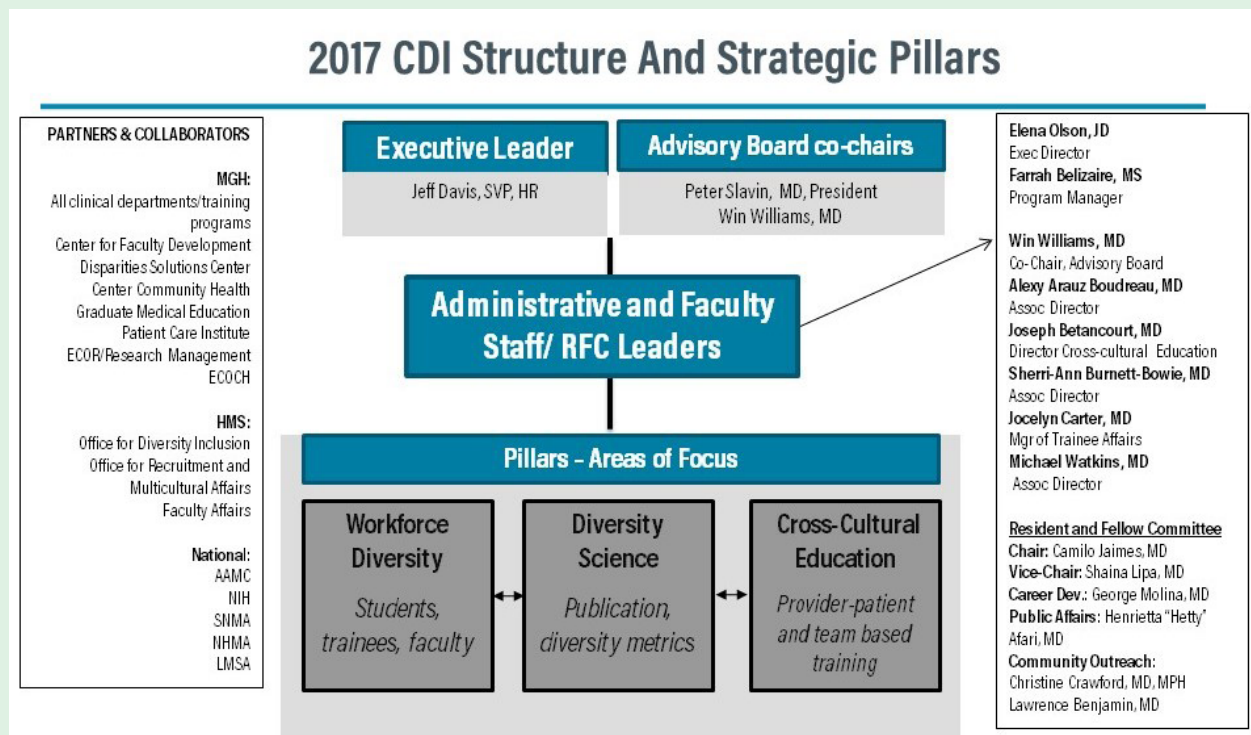 2017 CDI Structure And Strategic Pillars
PARTNERS & COLLABORATORS
MGH:
All clinical departments/training
programs
Center for Faculty Development
Disparities Solutions Center
Center Community Health
Graduate Medical Education
Patient Care Institute
ECOR/Research Management
ECOCH
HMS:
Office for Diversity Inclusion
Office for Recruitment and
Multicultural Affairs
Faculty Affairs
National:
AAMC
NIH
SNMA
NHMA
LMSA
Executive Leader
Jeff Davis, SVP, HR
Advisory Board co-chairs
Peter Slavin, MD, President
Win Williams, MD
Administrative and Faculty
Staff/ RFC Leaders
Pillars – Areas of Focus
Workforce
Diversity
Students,
trainees, faculty
Diversity
Science
Publication,
diversity metrics
Cross-Cultural
Education
Provider-patient
and team based
training
Elena Olson, JD
Exec Director
Farrah Belizaire, MS
Program Manager
Win Williams, MD
Co-Chair, Advisory Board
Alexy Arauz Boudreau, MD
Assoc Director
Joseph Betancourt, MD
Director Cross-cultural Education
Sherri-Ann Burnett-Bowie, MD
Assoc Director
Jocelyn Carter, MD
Mgr of Trainee Affairs
Michael Watkins, MD
Assoc Director
Resident and Fellow Committee
Chair: Camilo Jaimes, MD
Vice-Chair: Shaina Lipa, MD
Career Dev.: George Molina, MD
Public Affairs: Henrietta “Hetty”
Afari, MD
Community Outreach:
Christine Crawford, MD, MPH
Lawrence Benjamin, MD